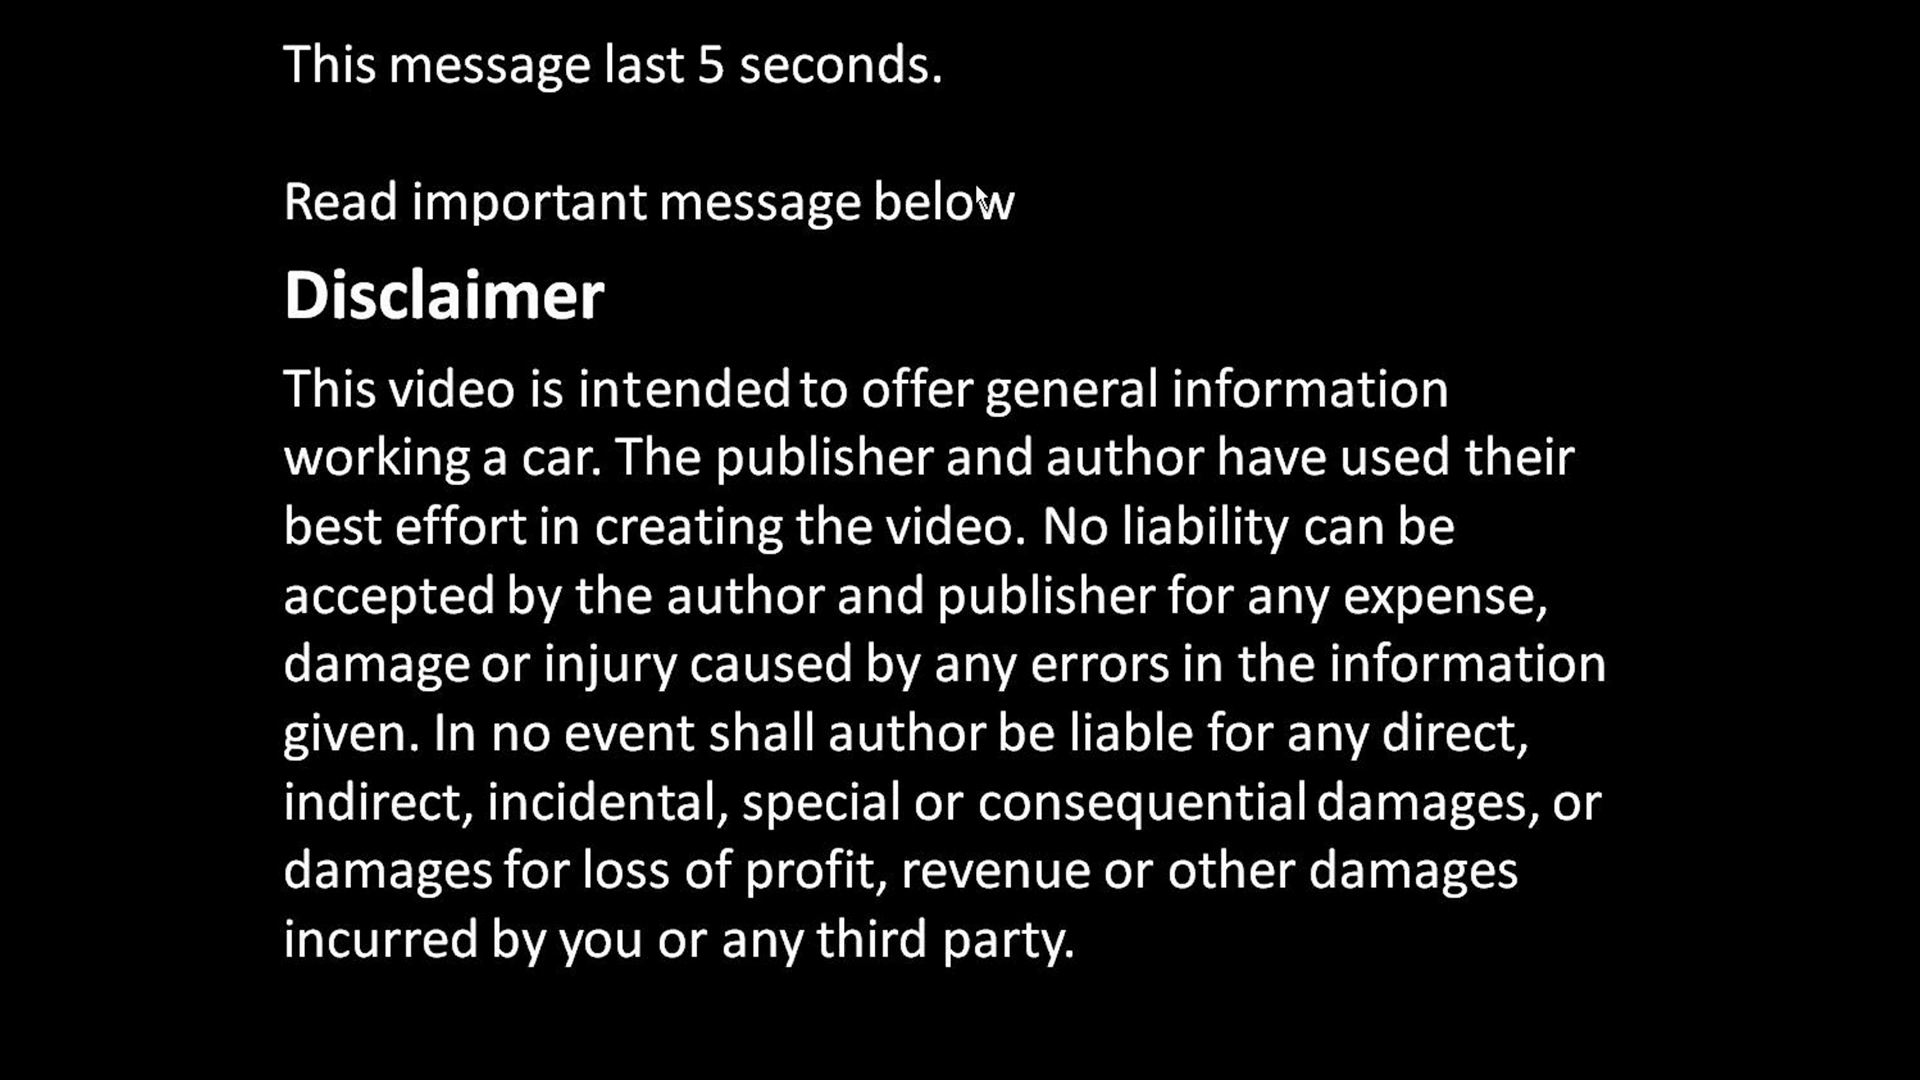 This message last 5 seconds.
Read important message below
Disclaimer
This video is intended to offer general information
working a car. The publisher and author have used their
best effort in creating the video. No liability can be
accepted by the author and publisher for any expense,
damage or injury caused by any errors in the information
given. In no event shall author be liable for any direct,
indirect, incidental, special or consequential damages, or
damages for loss of profit, revenue or other damages
incurred by you or any third party.